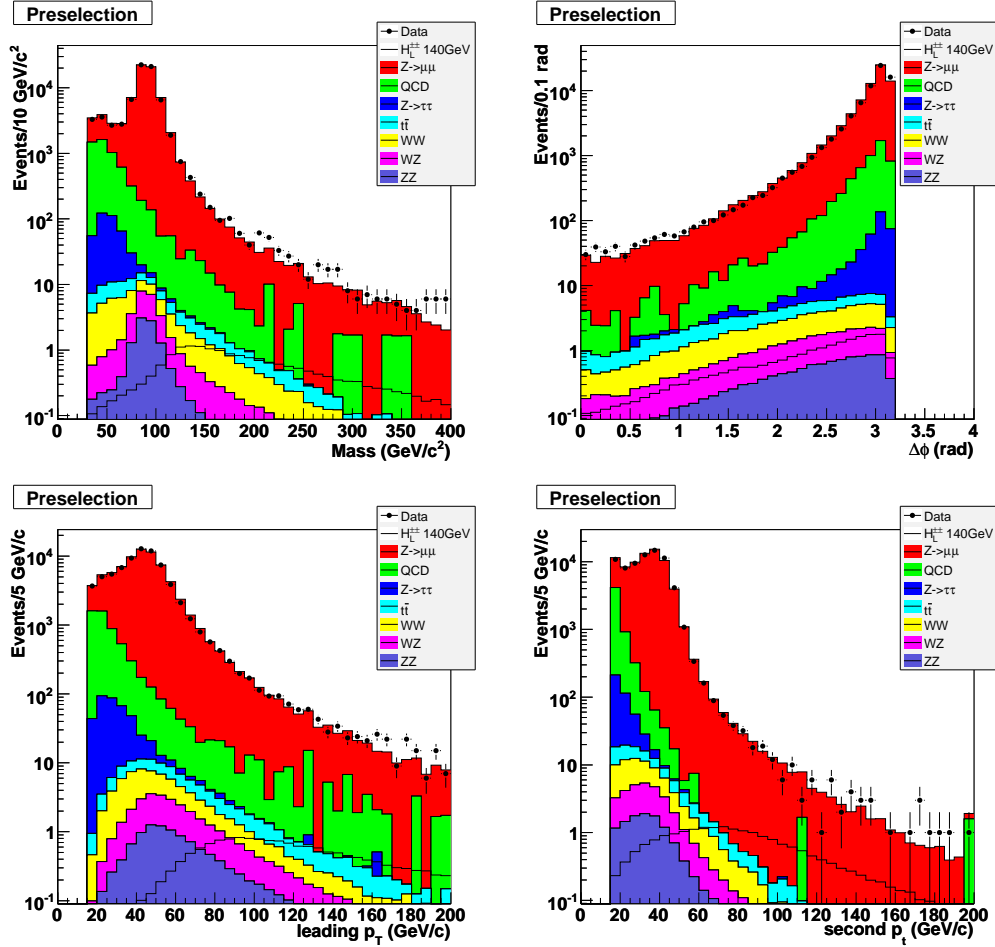 Preselection
Events/10 GeV/c²
10⁴
10³
10²
10
1
10⁻¹
0 50 100 150 200 250 300 350 400
Mass (GeV/c²)
Data
H_L^±± 140GeV
Z->μμ
QCD
Z->ττ
tt̄
WW
WZ
ZZ
Preselection
Events/0.1 rad
10⁴
10³
10²
10
1
10⁻¹
0 0.5 1 1.5 2 2.5 3 3.5 4
Δϕ (rad)
Data
H_L^±± 140GeV
Z->μμ
QCD
Z->ττ
tt̄
WW
WZ
ZZ
Preselection
Events/5 GeV/c
10⁴
10³
10²
10
1
10⁻¹
0 20 40 60 80 100 120 140 160 180 200
leading p_T (GeV/c)
Data
H_L^±± 140GeV
Z->μμ
QCD
Z->ττ
tt̄
WW
WZ
ZZ
Preselection
Events/5 GeV/c
10⁴
10³
10²
10
1
10⁻¹
0 20 40 60 80 100 120 140 160 180 200
second p_t (GeV/c)
Data
H_L^±± 140GeV
Z->μμ
QCD
Z->ττ
tt̄
WW
WZ
ZZ